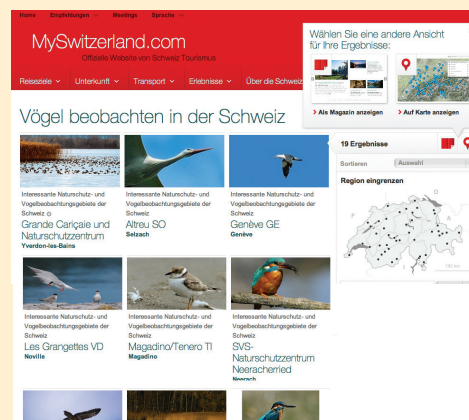 Home Empfehlungen Meetings Sprache
MySwitzerland.com
Offizielle Website von Schweiz Tourismus
Reiseziele Unterkunft Transport Erlebnisse Über die Schweiz
Wählen Sie eine andere Ansicht
für Ihre Ergebnisse:
Als Magazin anzeigen
Auf Karte anzeigen
Vögel beobachten in der Schweiz
19 Ergebnisse
Sortieren Auswahl
Region eingrenzen
Interessante Naturschutz- und
Vogelbeobachtungsgebiete der
Schweiz
Grande Cariçaie und
Naturschutzzentrum
Yverdon-les-Bains
Interessante Naturschutz- und
Vogelbeobachtungsgebiete der
Schweiz
Altreu SO
Selzach
Interessante Naturschutz- und
Vogelbeobachtungsgebiete der
Schweiz
Genève GE
Genève
Interessante Naturschutz- und
Vogelbeobachtungsgebiete der
Schweiz
Les Grangettes VD
Noville
Interessante Naturschutz- und
Vogelbeobachtungsgebiete der
Schweiz
Magadino/Tenero TI
Magadino
Interessante Naturschutz- und
Vogelbeobachtungsgebiete der
Schweiz
SVS-
Naturschutzzentrum
Neeracherried
Neerach